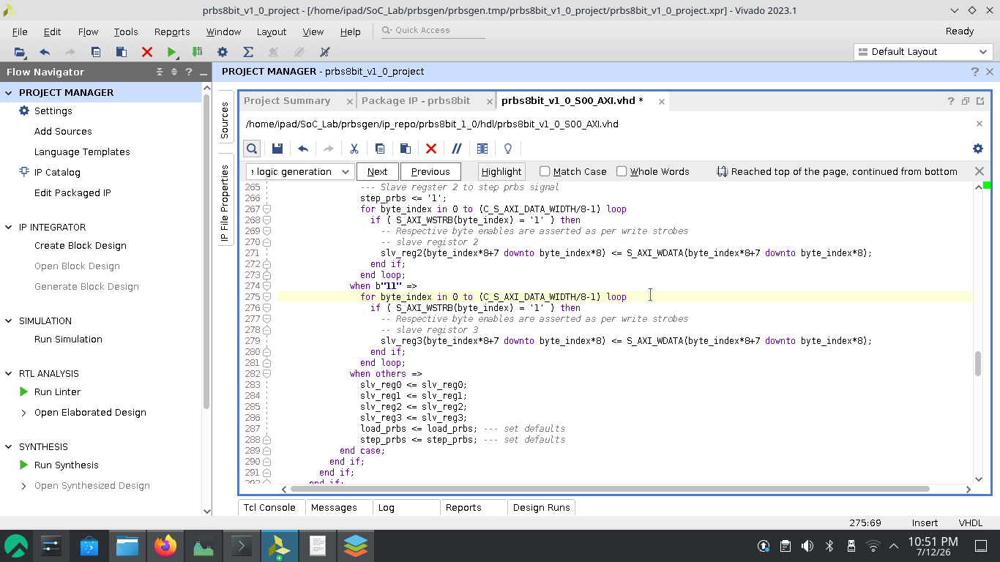 prbs8bit_v1_0_project - [/home/ipad/SoC_Lab/prbsgen/prbsgen.tmp/prbs8bit_v1_0_project/prbs8bit_v1_0_project.xpr] - Vivado 2023.1
File Edit Flow Tools Reports Window Layout View Help Quick Access Ready
Default Layout
Flow Navigator
PROJECT MANAGER
Settings
Add Sources
Language Templates
IP Catalog
Edit Packaged IP
IP INTEGRATOR
Create Block Design
Open Block Design
Generate Block Design
SIMULATION
Run Simulation
RTL ANALYSIS
Run Linter
Open Elaborated Design
SYNTHESIS
Run Synthesis
Open Synthesized Design
PROJECT MANAGER - prbs8bit_v1_0_project
Sources
IP File Properties
Project Summary Package IP - prbs8bit prbs8bit_v1_0_S00_AXI.vhd *
/home/ipad/SoC_Lab/prbsgen/ip_repo/prbs8bit_1_0/hdl/prbs8bit_v1_0_S00_AXI.vhd
logic generation Next Previous Highlight Match Case Whole Words Reached top of the page, continued from bottom
265 --- Slave regster 2 to step prbs signal
266 step_prbs <= '1';
267 for byte_index in 0 to (C_S_AXI_DATA_WIDTH/8-1) loop
268 if ( S_AXI_WSTRB(byte_index) = '1' ) then
269 -- Respective byte enables are asserted as per write strobes
270 -- slave registor 2
271 slv_reg2(byte_index*8+7 downto byte_index*8) <= S_AXI_WDATA(byte_index*8+7 downto byte_index*8);
272 end if;
273 end loop;
274 when b"11" =>
275 for byte_index in 0 to (C_S_AXI_DATA_WIDTH/8-1) loop
276 if ( S_AXI_WSTRB(byte_index) = '1' ) then
277 -- Respective byte enables are asserted as per write strobes
278 -- slave registor 3
279 slv_reg3(byte_index*8+7 downto byte_index*8) <= S_AXI_WDATA(byte_index*8+7 downto byte_index*8);
280 end if;
281 end loop;
282 when others =>
283 slv_reg0 <= slv_reg0;
284 slv_reg1 <= slv_reg1;
285 slv_reg2 <= slv_reg2;
286 slv_reg3 <= slv_reg3;
287 load_prbs <= load_prbs; --- set defaults
288 step_prbs <= step_prbs; --- set defaults
289 end case;
290 end if;
291 end if;
292 end if;
Tcl Console Messages Log Reports Design Runs
275:69 Insert VHDL
10:51 PM
7/12/26